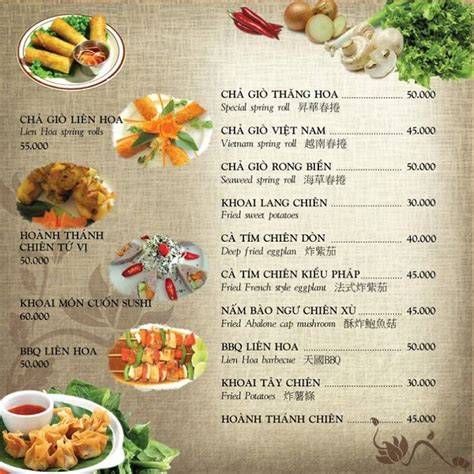 CHẢ GIÒ LIÊN HOA
Lien Hoa spring rolls
55.000
HOÀNH THÁNH
CHIÊN TỨ VỊ
50.000
KHOAI MÔN CUỐN SUSHI
60.000
BBQ LIÊN HOA
50.000
CHẢ GIÒ THĂNG HOA 50.000
Special spring roll 昇華春捲
CHẢ GIÒ VIỆT NAM 45.000
Vietnam spring roll 越南春捲
CHẢ GIÒ RONG BIỂN 50.000
Seaweed spring roll 海草春捲
KHOAI LANG CHIÊN 30.000
Fried sweet potatoes
CÀ TÍM CHIÊN DÒN 40.000
Deep fried eggplan 炸紫茄
CÀ TÍM CHIÊN KIỂU PHÁP 45.000
Fried French style eggplant 法式炸紫茄
NẤM BÀO NGƯ CHIÊN XÙ 45.000
Fried Abalone cap mushroom 酥炸鮑魚菇
BBQ LIÊN HOA 50.000
Lien Hoa barbecue 天國BBQ
KHOAI TÂY CHIÊN 30.000
Fried Potatoes 炸薯條
HOÀNH THÁNH CHIÊN 45.000